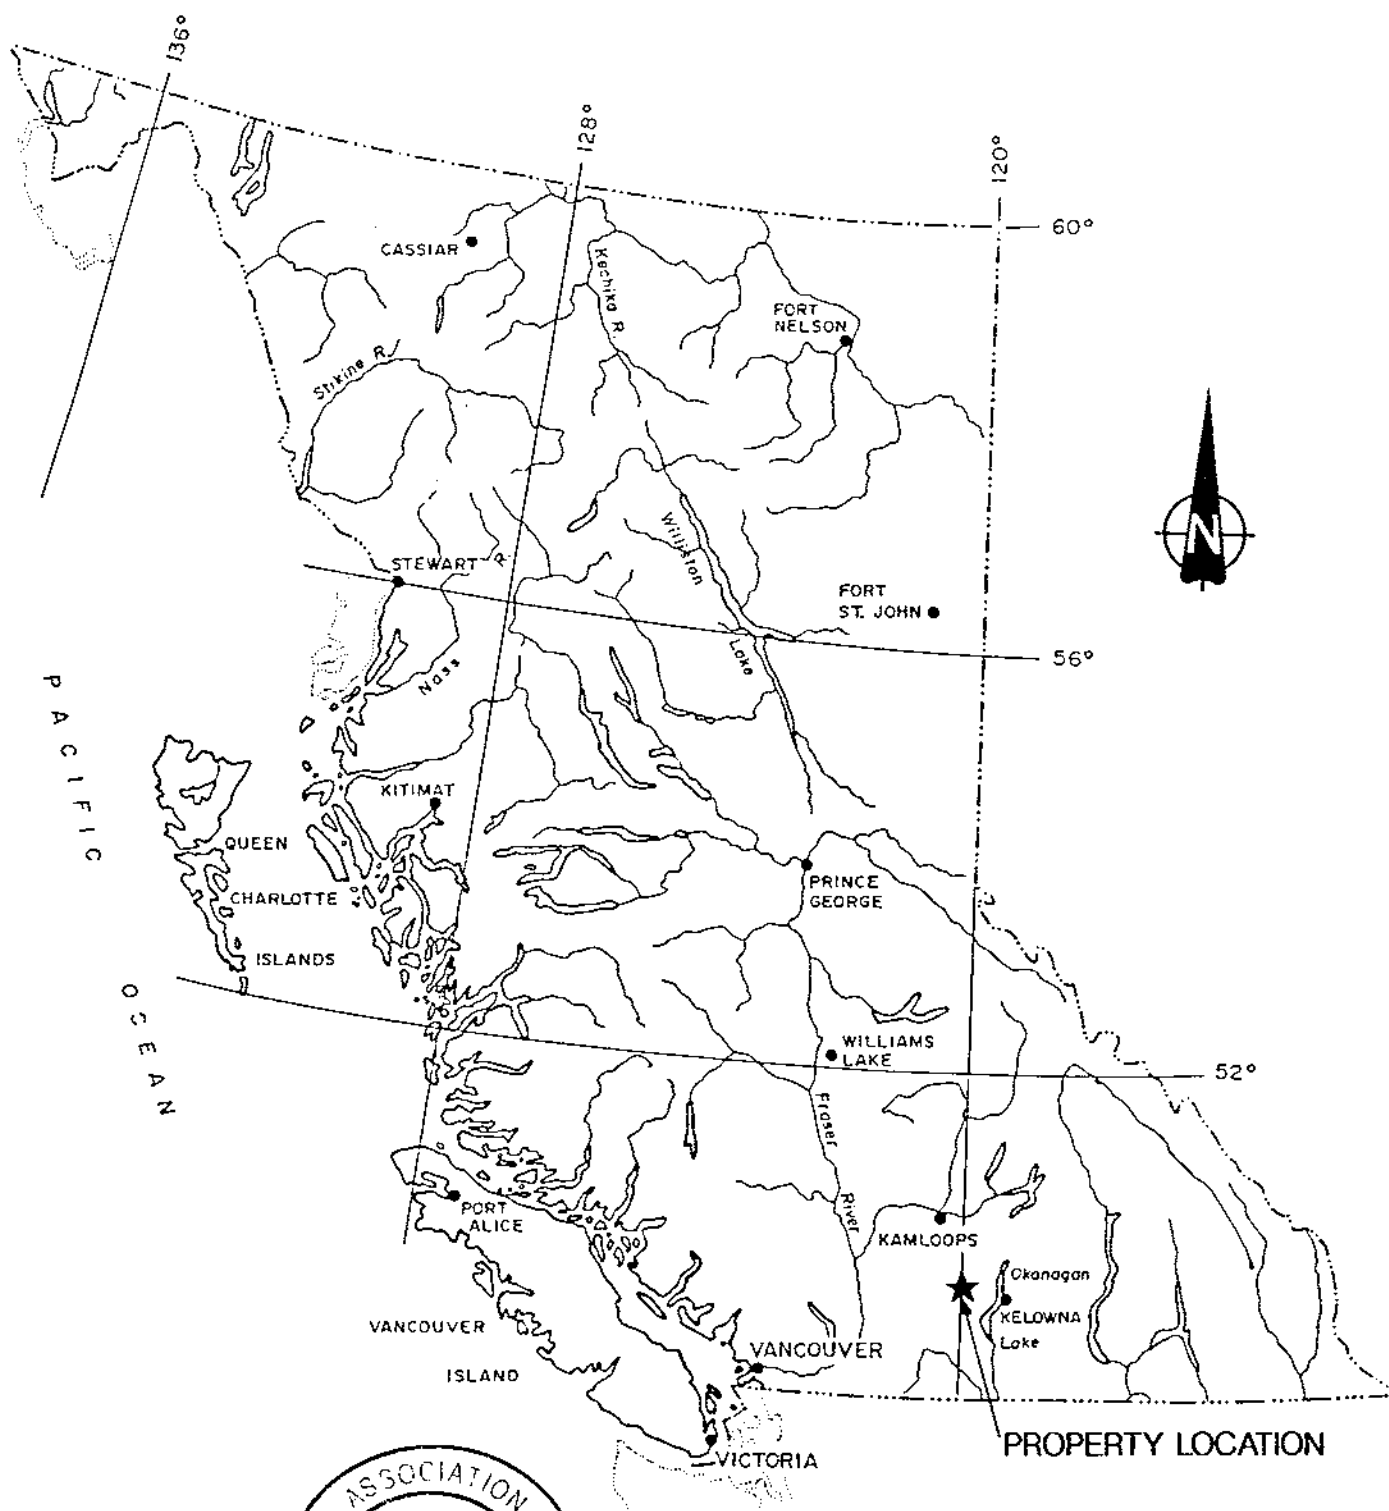 136°
128°
120°
60°
CASSIAR
Kechika R.
FORT
NELSON
Stikine R.
STEWART
R.
Williston
FORT
ST. JOHN
56°
Lake
Nass
PACIFIC
KITIMAT
QUEEN
CHARLOTTE
PRINCE
GEORGE
ISLANDS
OCEAN
WILLIAMS
LAKE
52°
Fraser
River
PORT
ALICE
KAMLOOPS
Okanagan
KELOWNA
Lake
VANCOUVER
ISLAND
VANCOUVER
N
PROPERTY LOCATION
VICTORIA
ASSOCIATION